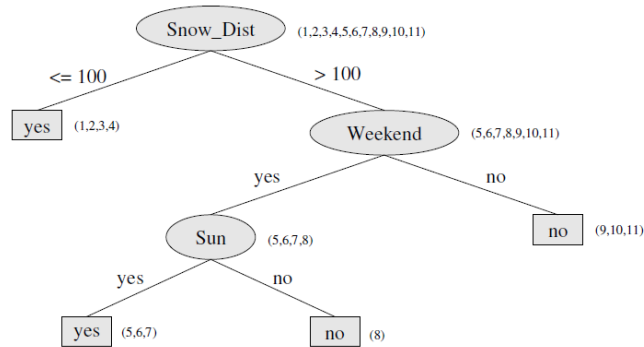 Snow_Dist (1,2,3,4,5,6,7,8,9,10,11)
<= 100 > 100
yes (1,2,3,4) Weekend (5,6,7,8,9,10,11)
yes no
Sun (5,6,7,8) no (9,10,11)
yes no
yes (5,6,7) no (8)